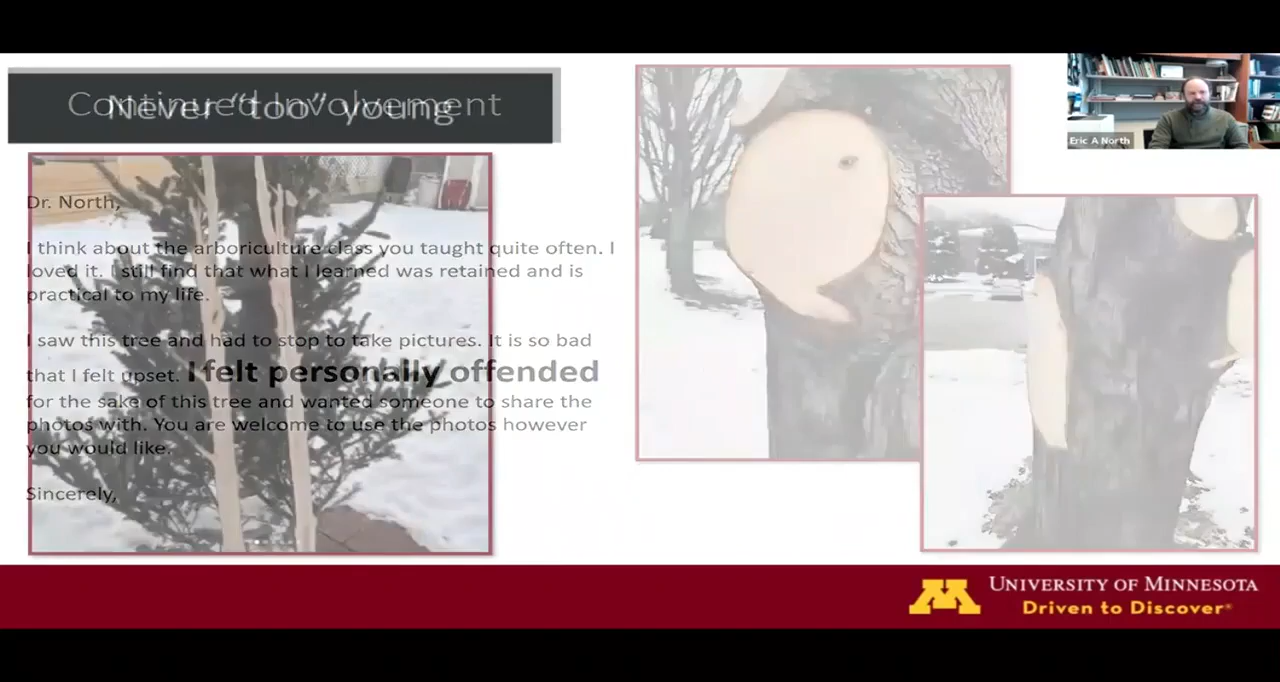 Continued Involvement
Never “too” young
Eric A North
Dr. North,
I think about the arboriculture class you taught quite often. I
loved it. I still find that what I learned was retained and is
practical to my life.
I saw this tree and had to stop to take pictures. It is so bad
that I felt upset. I felt personally offended
for the sake of this tree and wanted someone to share the
photos with. You are welcome to use the photos however
you would like.
Sincerely,
University of Minnesota
Driven to Discover®